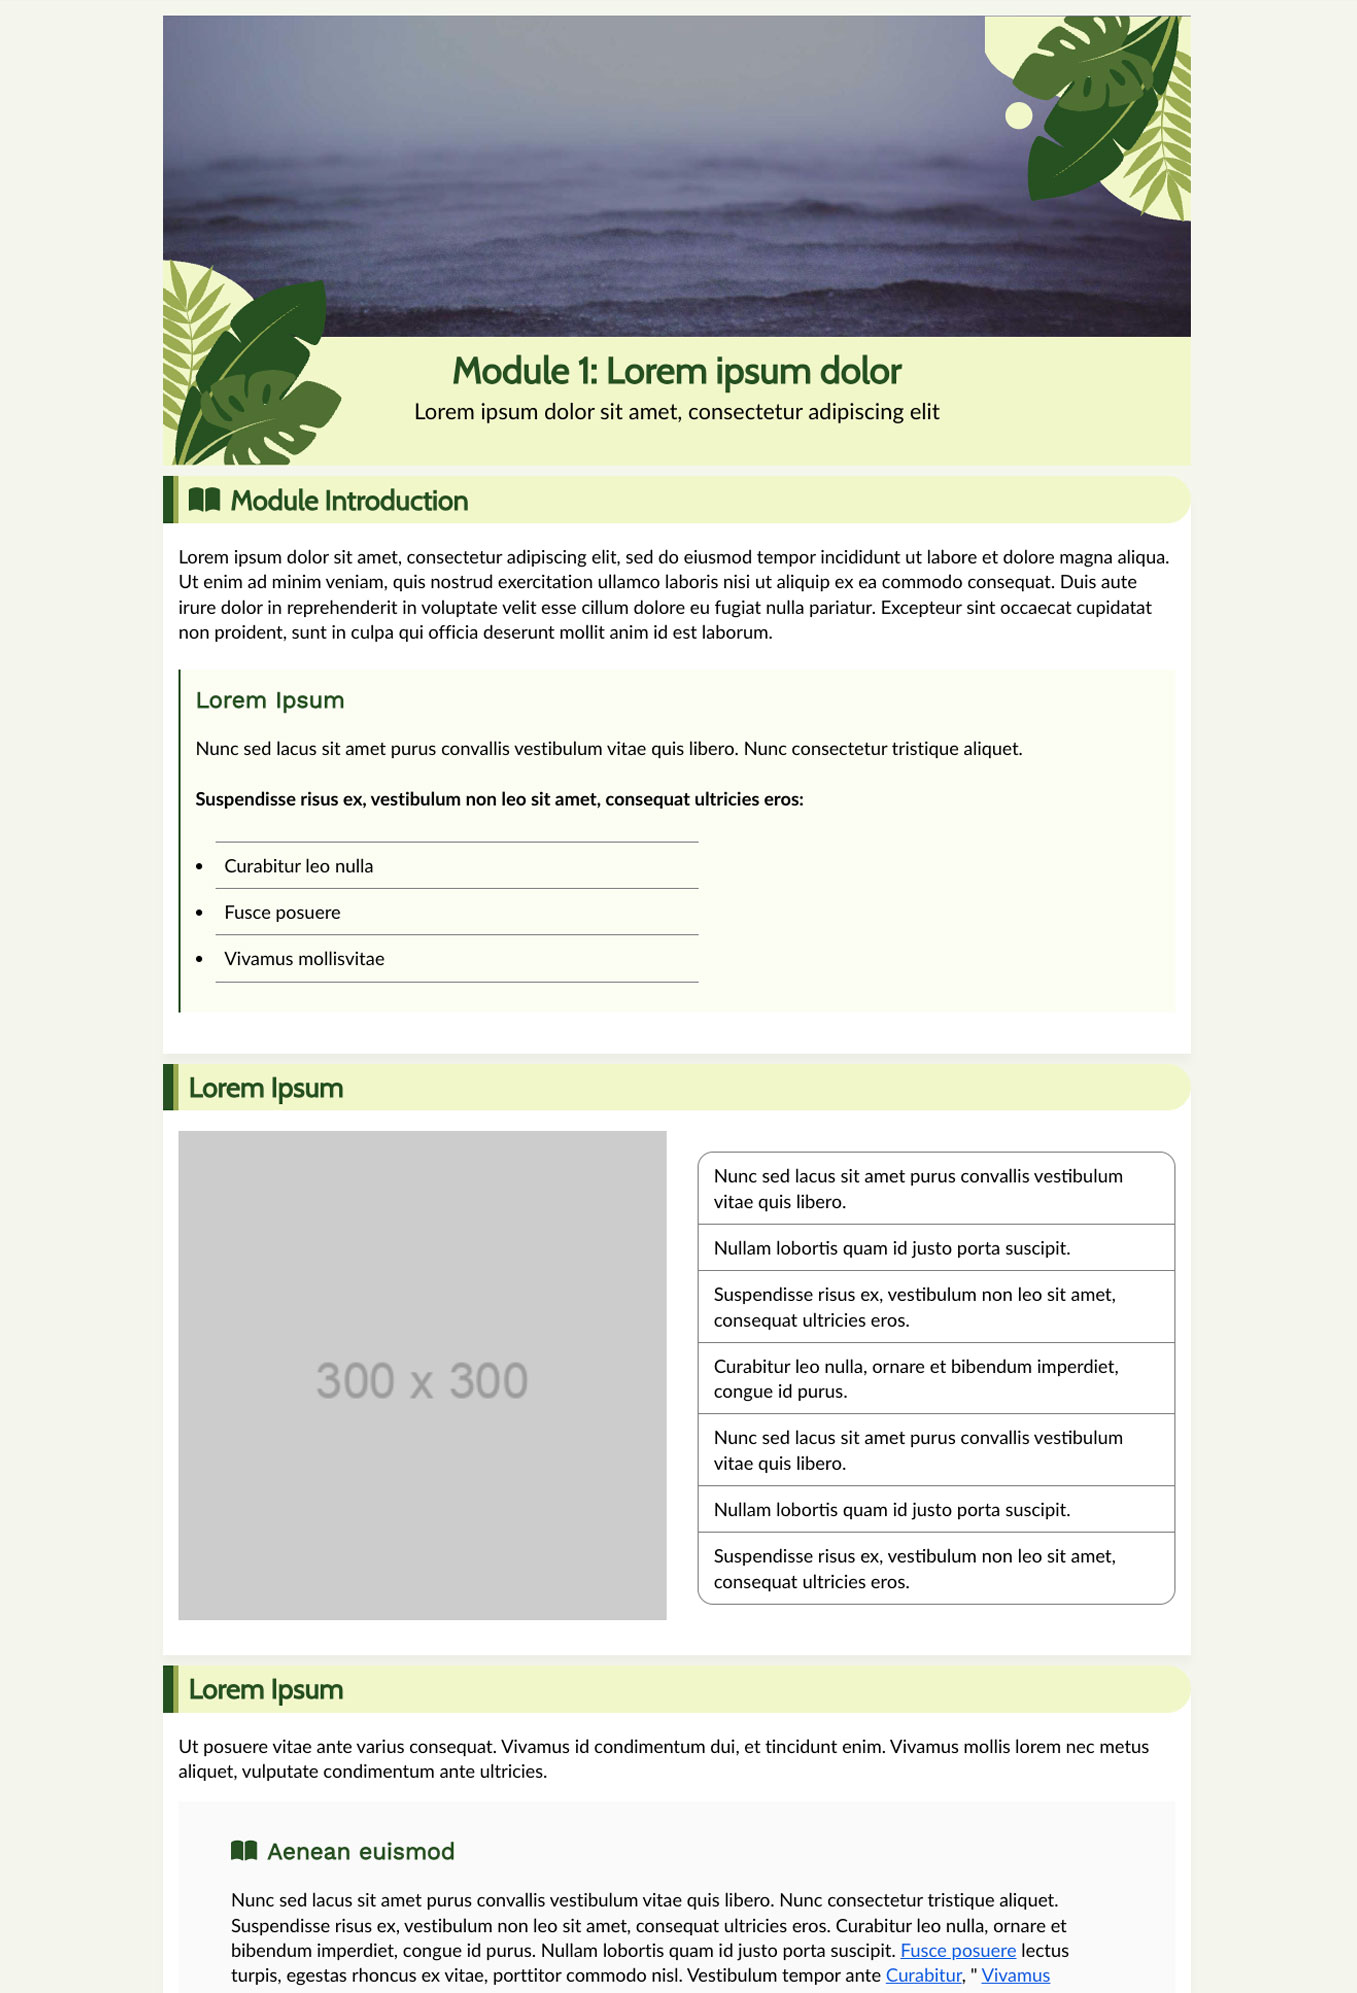 Module 1: Lorem ipsum dolor
Lorem ipsum dolor sit amet, consectetur adipiscing elit
Module Introduction
Lorem ipsum dolor sit amet, consectetur adipiscing elit, sed do eiusmod tempor incididunt ut labore et dolore magna aliqua.
Ut enim ad minim veniam, quis nostrud exercitation ullamco laboris nisi ut aliquip ex ea commodo consequat. Duis aute
irure dolor in reprehenderit in voluptate velit esse cillum dolore eu fugiat nulla pariatur. Excepteur sint occaecat cupidatat
non proident, sunt in culpa qui officia deserunt mollit anim id est laborum.
Lorem Ipsum
Nunc sed lacus sit amet purus convallis vestibulum vitae quis libero. Nunc consectetur tristique aliquet.
Suspendisse risus ex, vestibulum non leo sit amet, consequat ultricies eros:
• Curabitur leo nulla
• Fusce posuere
• Vivamus mollisvitae
Lorem Ipsum
300 x 300
Nunc sed lacus sit amet purus convallis vestibulum
vitae quis libero.
Nullam lobortis quam id justo porta suscipit.
Suspendisse risus ex, vestibulum non leo sit amet,
consequat ultricies eros.
Curabitur leo nulla, ornare et bibendum imperdiet,
congue id purus.
Nunc sed lacus sit amet purus convallis vestibulum
vitae quis libero.
Nullam lobortis quam id justo porta suscipit.
Suspendisse risus ex, vestibulum non leo sit amet,
consequat ultricies eros.
Lorem Ipsum
Ut posuere vitae ante varius consequat. Vivamus id condimentum dui, et tincidunt enim. Vivamus mollis lorem nec metus
aliquet, vulputate condimentum ante ultricies.
Aenean euismod
Nunc sed lacus sit amet purus convallis vestibulum vitae quis libero. Nunc consectetur tristique aliquet.
Suspendisse risus ex, vestibulum non leo sit amet, consequat ultricies eros. Curabitur leo nulla, ornare et
bibendum imperdiet, congue id purus. Nullam lobortis quam id justo porta suscipit. Fusce posuere lectus
turpis, egestas rhoncus ex vitae, porttitor commodo nisl. Vestibulum tempor ante Curabitur, " Vivamus